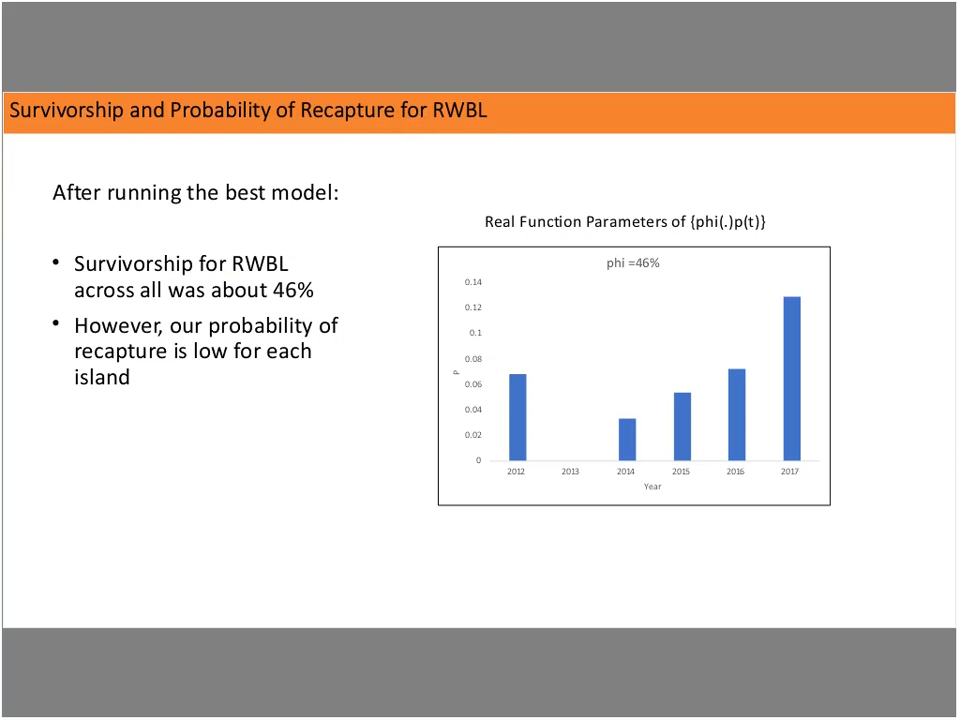 Survivorship and Probability of Recapture for RWBL
After running the best model:
• Survivorship for RWBL
across all was about 46%
• However, our probability of
recapture is low for each
island
Real Function Parameters of {phi(.)p(t)}
phi =46%
0.14
0.12
0.1
0.08
0.06
0.04
0.02
0
P
2012 2013 2014 2015 2016 2017
Year